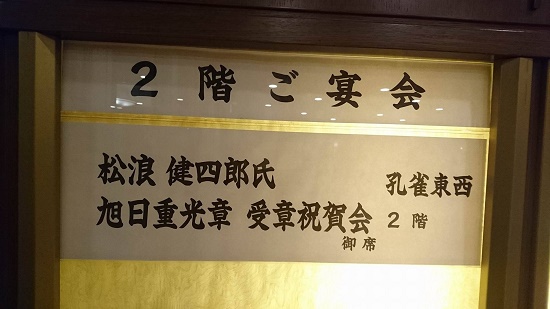 2階ご宴会
松浪 健四郎氏 孔雀東西
旭日重光章 受章祝賀会 2階
御席